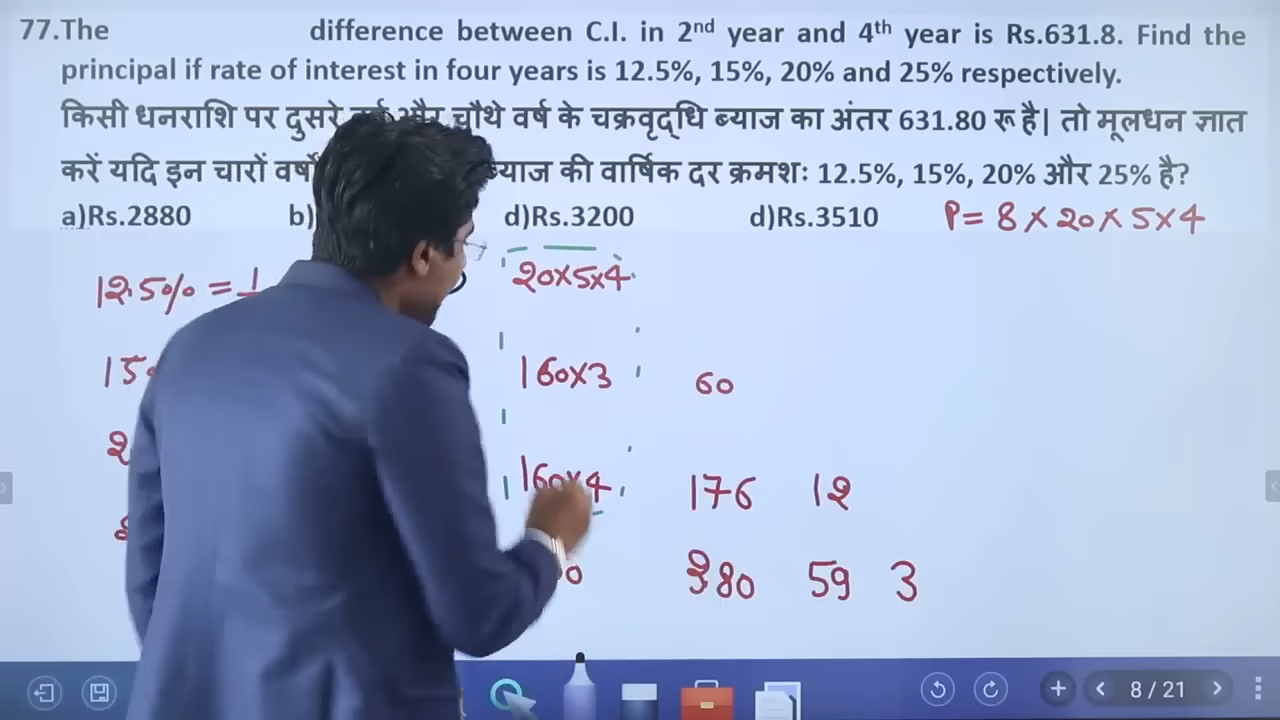 77.The difference between C.I. in 2nd year and 4th year is Rs.631.8. Find the
principal if rate of interest in four years is 12.5%, 15%, 20% and 25% respectively.
किसी धनराशि पर दुसरे और चौथे वर्ष के चक्रवृद्धि ब्याज का अंतर 631.80 रू है| तो मूलधन ज्ञात
करें यदि इन चारों वर्षों ब्याज की वार्षिक दर क्रमशः 12.5%, 15%, 20% और 25% है?
a)Rs.2880 b) d)Rs.3200 d)Rs.3510 P= 8×20×5×4
12.5% = 20×5×4
15 160×3 60
2 160×4 176 12
380 59 3
8 / 21